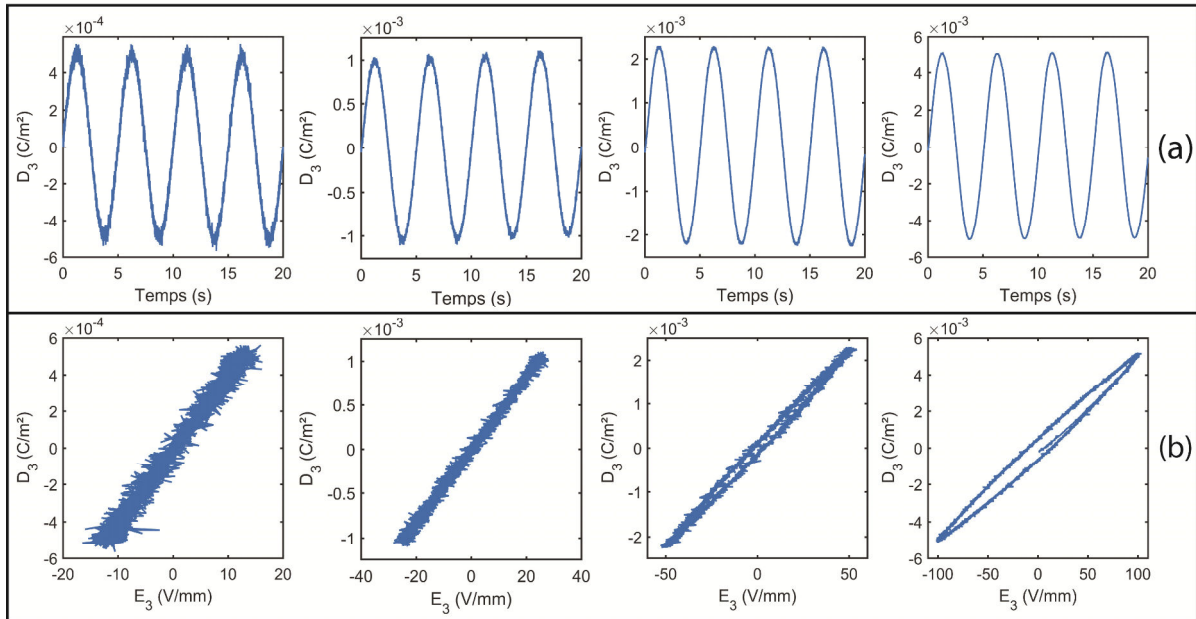 ×10⁻⁴
6
4
2
0
-2
-4
-6
D₃ (C/m²)
0 5 10 15 20
Temps (s)
×10⁻³
1
0.5
0
-0.5
-1
D₃ (C/m²)
0 5 10 15 20
Temps (s)
×10⁻³
2
1
0
-1
-2
D₃ (C/m²)
0 5 10 15 20
Temps (s)
×10⁻³
6
4
2
0
-2
-4
-6
D₃ (C/m²)
0 5 10 15 20
Temps (s)
(a)
×10⁻⁴
6
4
2
0
-2
-4
-6
D₃ (C/m²)
-20 -10 0 10 20
E₃ (V/mm)
×10⁻³
1
0.5
0
-0.5
-1
D₃ (C/m²)
-40 -20 0 20 40
E₃ (V/mm)
×10⁻³
2
1
0
-1
-2
D₃ (C/m²)
-50 0 50
E₃ (V/mm)
×10⁻³
6
4
2
0
-2
-4
-6
D₃ (C/m²)
-100 -50 0 50 100
E₃ (V/mm)
(b)